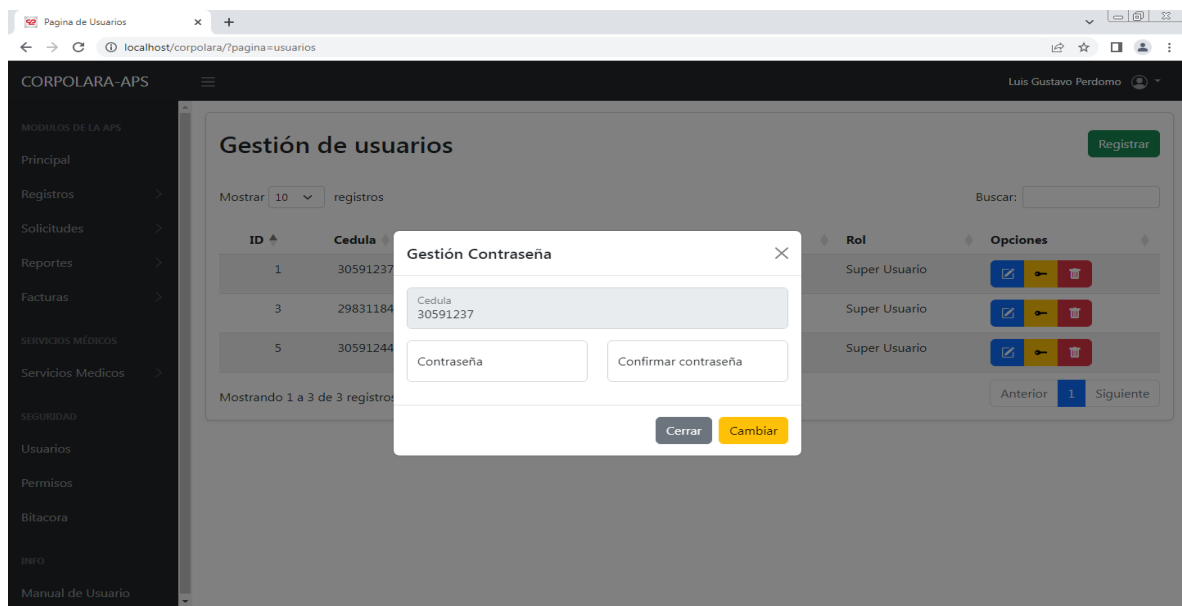 Pagina de Usuarios
localhost/corpolara/?pagina=usuarios
CORPOLARA-APS
Luis Gustavo Perdomo
MODULOS DE LA APS
Principal
Registros
Solicitudes
Reportes
Facturas
SERVICIOS MÉDICOS
Servicios Medicos
SEGURIDAD
Usuarios
Permisos
Bitacora
INFO
Manual de Usuario
Gestión de usuarios
Registrar
Mostrar 10 registros
Buscar:
ID Cedula Rol Opciones
1 30591237 Super Usuario
3 29831184 Super Usuario
5 30591244 Super Usuario
Mostrando 1 a 3 de 3 registros
Anterior 1 Siguiente
Gestión Contraseña
Cedula
30591237
Contraseña Confirmar contraseña
Cerrar Cambiar